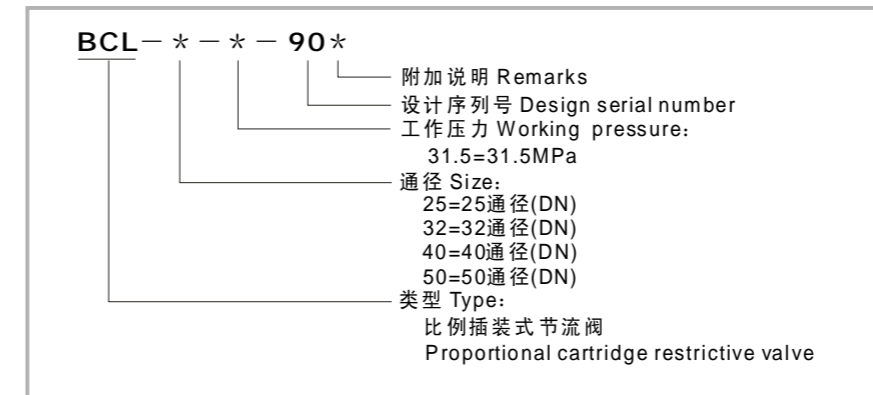 BCL－＊－＊－90＊
附加说明 Remarks
设计序列号 Design serial number
工作压力 Working pressure：
31.5=31.5MPa
通径 Size：
25=25通径(DN)
32=32通径(DN)
40=40通径(DN)
50=50通径(DN)
类型 Type：
比例插装式节流阀
Proportional cartridge restrictive valve